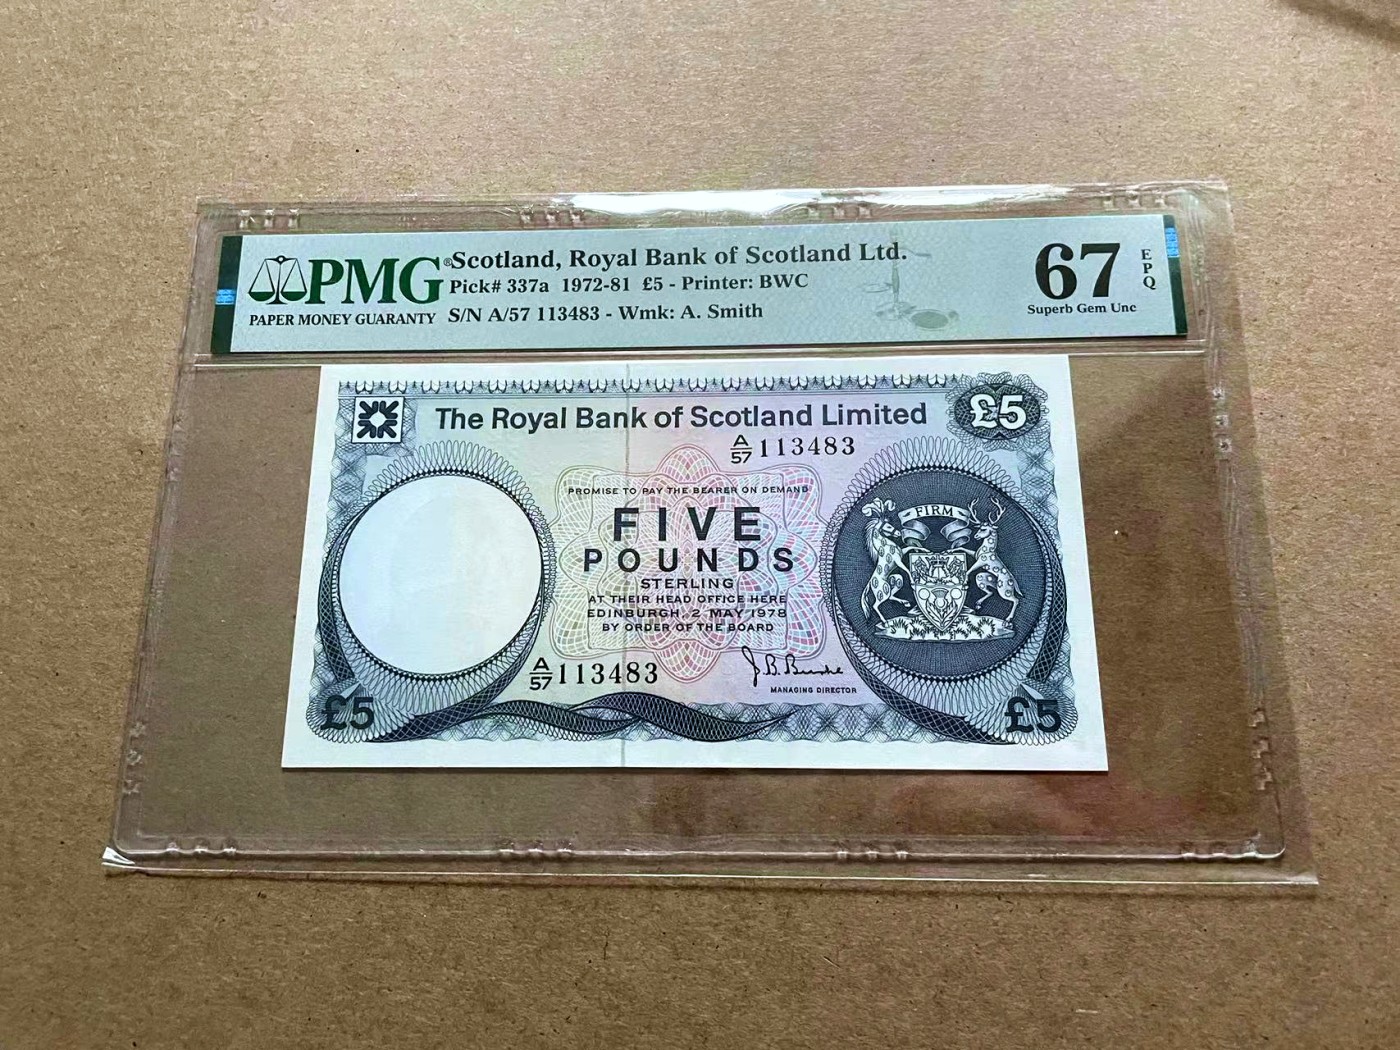 PMG®
PAPER MONEY GUARANTY
Scotland, Royal Bank of Scotland Ltd.
Pick# 337a 1972-81 £5 - Printer: BWC
S/N A/57 113483 - Wmk: A. Smith
67
EPQ
Superb Gem Unc
The Royal Bank of Scotland Limited
£5
A/57 113483
PROMISE TO PAY THE BEARER ON DEMAND
FIVE
POUNDS
STERLING
AT THEIR HEAD OFFICE HERE
EDINBURGH, 2 MAY 1978
BY ORDER OF THE BOARD
FIRM
A/57 113483
MANAGING DIRECTOR
£5
£5